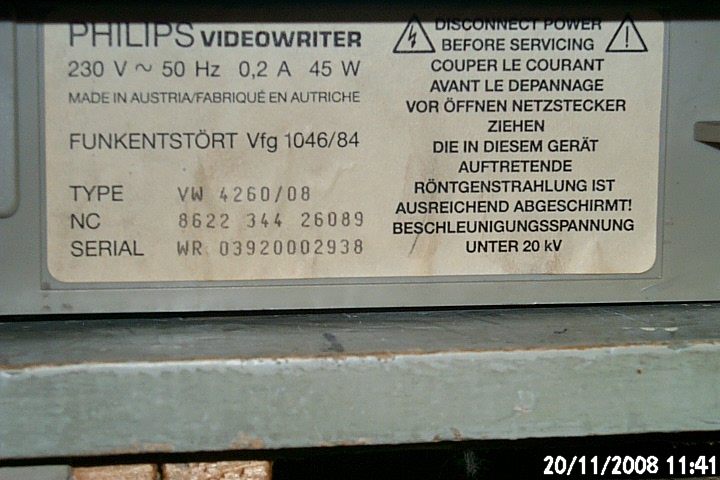 PHILIPS VIDEOWRITER
230 V ~ 50 Hz 0,2 A 45 W
MADE IN AUSTRIA/FABRIQUÉ EN AUTRICHE
FUNKENTSTÖRT Vfg 1046/84
TYPE VW 4260/08
NC 8622 344 26089
SERIAL WR 03920002938
DISCONNECT POWER
BEFORE SERVICING
COUPER LE COURANT
AVANT LE DEPANNAGE
VOR ÖFFNEN NETZSTECKER
ZIEHEN
DIE IN DIESEM GERÄT
AUFTRETENDE
RÖNTGENSTRAHLUNG IST
AUSREICHEND ABGESCHIRMT!
BESCHLEUNIGUNGSSPANNUNG
UNTER 20 kV
20/11/2008 11:41